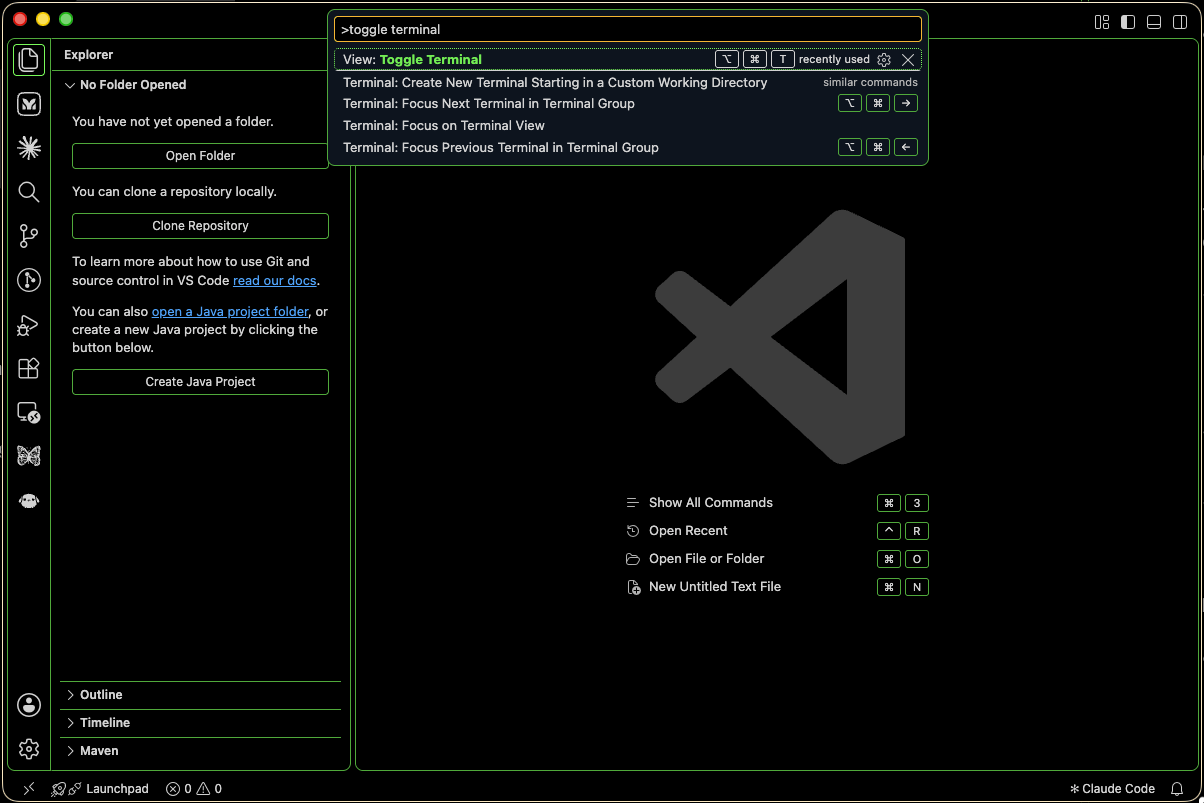 >toggle terminal
View: Toggle Terminal ⌥ ⌘ T recently used
Terminal: Create New Terminal Starting in a Custom Working Directory similar commands
Terminal: Focus Next Terminal in Terminal Group ⌥ ⌘ →
Terminal: Focus on Terminal View
Terminal: Focus Previous Terminal in Terminal Group ⌥ ⌘ ←
Explorer
No Folder Opened
You have not yet opened a folder.
Open Folder
You can clone a repository locally.
Clone Repository
To learn more about how to use Git and
source control in VS Code read our docs.
You can also open a Java project folder, or
create a new Java project by clicking the
button below.
Create Java Project
Show All Commands ⌘ 3
Open Recent ^ R
Open File or Folder ⌘ O
New Untitled Text File ⌘ N
Outline
Timeline
Maven
Launchpad 0 0
Claude Code